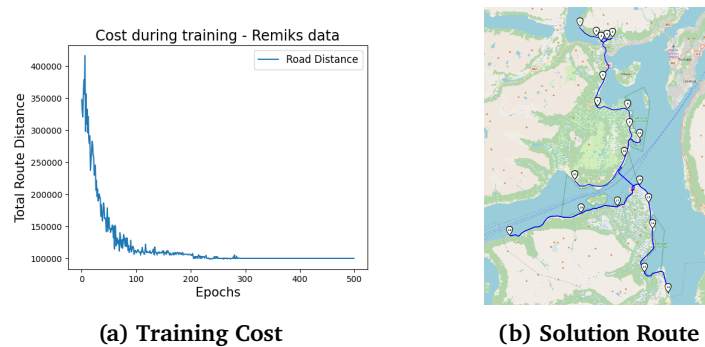 Cost during training - Remiks data
Road Distance
Total Route Distance
400000
350000
300000
250000
200000
150000
100000
0
100
200
300
400
500
Epochs
(a) Training Cost
(b) Solution Route